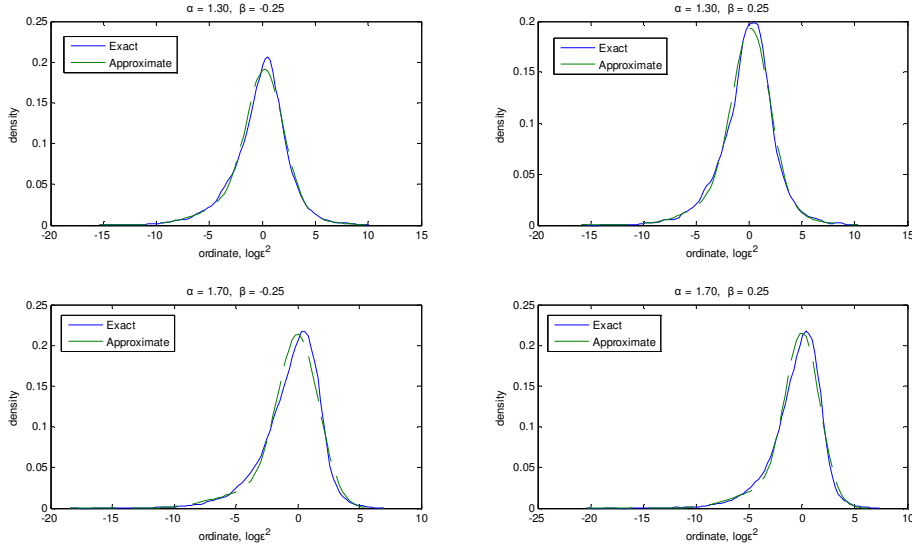 α = 1.30, β = -0.25
0.25
0.2
0.15
0.1
0.05
0
density
Exact
Approximate
-20 -15 -10 -5 0 5 10 15
ordinate, logε²
α = 1.30, β = 0.25
0.2
0.15
0.1
0.05
0
density
Exact
Approximate
-20 -15 -10 -5 0 5 10 15
ordinate, logε²
α = 1.70, β = -0.25
0.25
0.2
0.15
0.1
0.05
0
density
Exact
Approximate
-20 -15 -10 -5 0 5 10
ordinate, logε²
α = 1.70, β = 0.25
0.25
0.2
0.15
0.1
0.05
0
density
Exact
Approximate
-25 -20 -15 -10 -5 0 5 10
ordinate, logε²